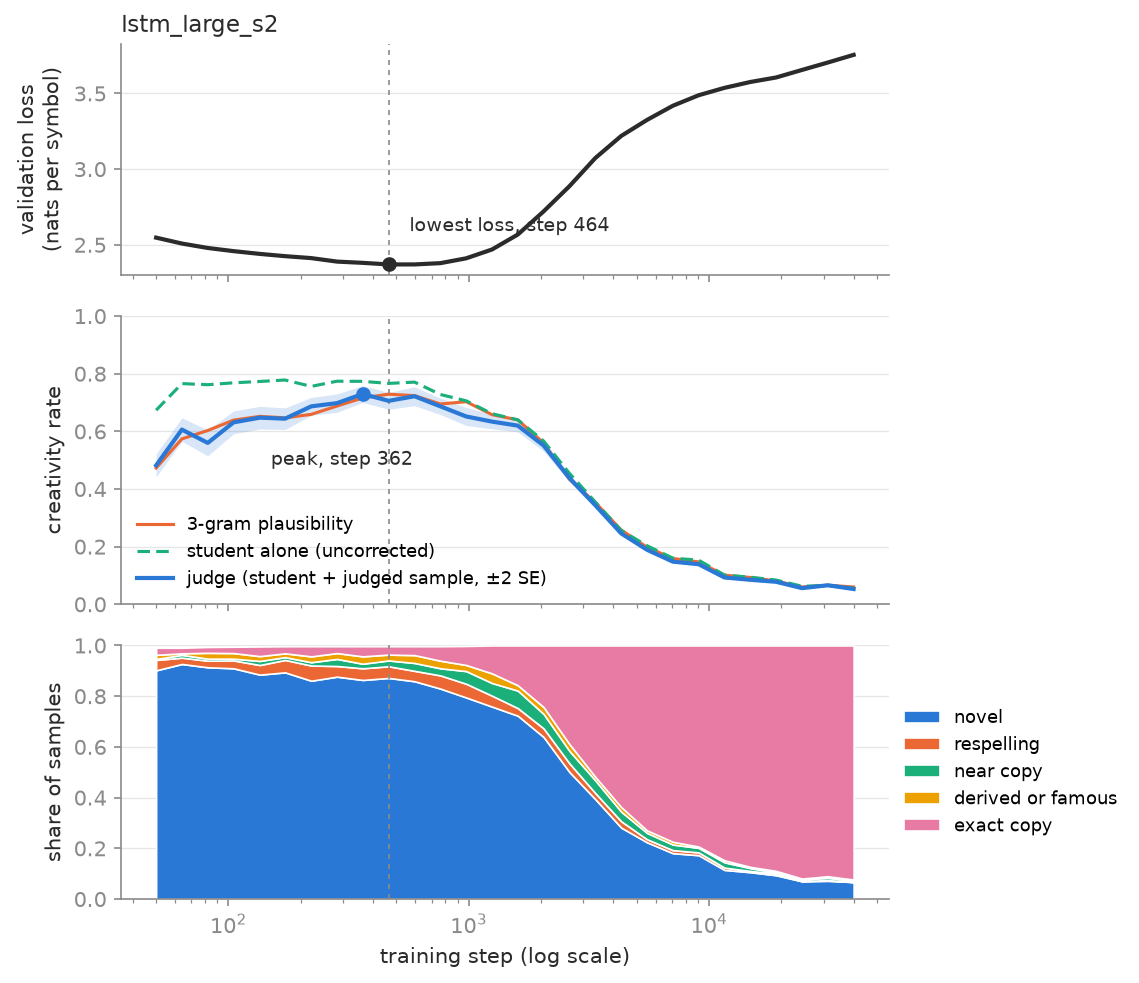 lstm_large_s2
validation loss
(nats per symbol)
3.5
3.0
2.5
lowest loss, step 464
creativity rate
1.0
0.8
0.6
0.4
0.2
0.0
peak, step 362
3-gram plausibility
student alone (uncorrected)
judge (student + judged sample, ±2 SE)
share of samples
1.0
0.8
0.6
0.4
0.2
0.0
10²
10³
10⁴
training step (log scale)
novel
respelling
near copy
derived or famous
exact copy